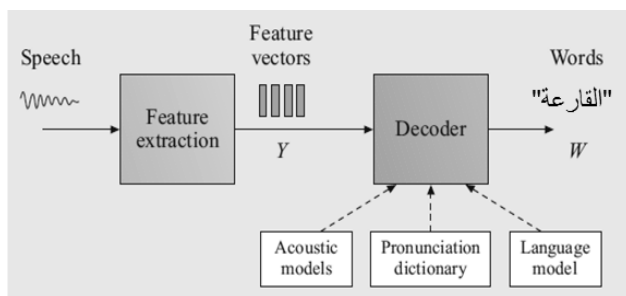 Speech
Feature
vectors
Words
"القارعة"
Feature
extraction
Y
Decoder
W
Acoustic
models
Pronunciation
dictionary
Language
model